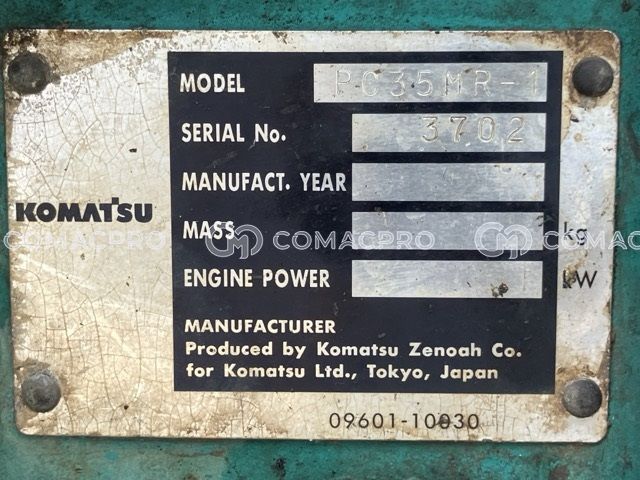 MODEL PC35MR-1
SERIAL No. 3702
MANUFACT. YEAR
KOMATSU
MASS kg
COMACPRO COMACPRO COMACPRO
ENGINE POWER kW
MANUFACTURER
Produced by Komatsu Zenoah Co.
for Komatsu Ltd., Tokyo, Japan
09601-10030